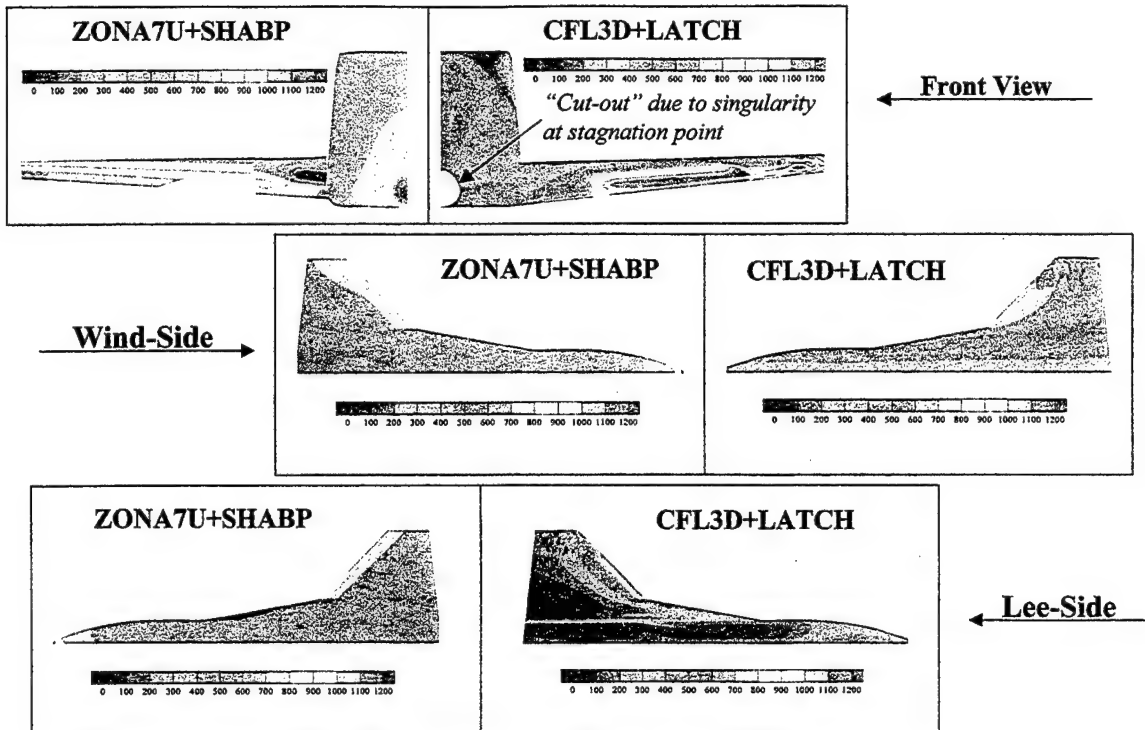 ZONA7U+SHABP
CFL3D+LATCH
0 100 200 300 400 500 600 700 800 900 1000 1100 1200
0 100 200 300 400 500 600 700 800 900 1000 1100 1200
Front View
"Cut-out" due to singularity
at stagnation point
ZONA7U+SHABP
CFL3D+LATCH
Wind-Side
0 100 200 300 400 500 600 700 800 900 1000 1100 1200
0 100 200 300 400 500 600 700 800 900 1000 1100 1200
ZONA7U+SHABP
CFL3D+LATCH
Lee-Side
0 100 200 300 400 500 600 700 800 900 1000 1100 1200
0 100 200 300 400 500 600 700 800 900 1000 1100 1200